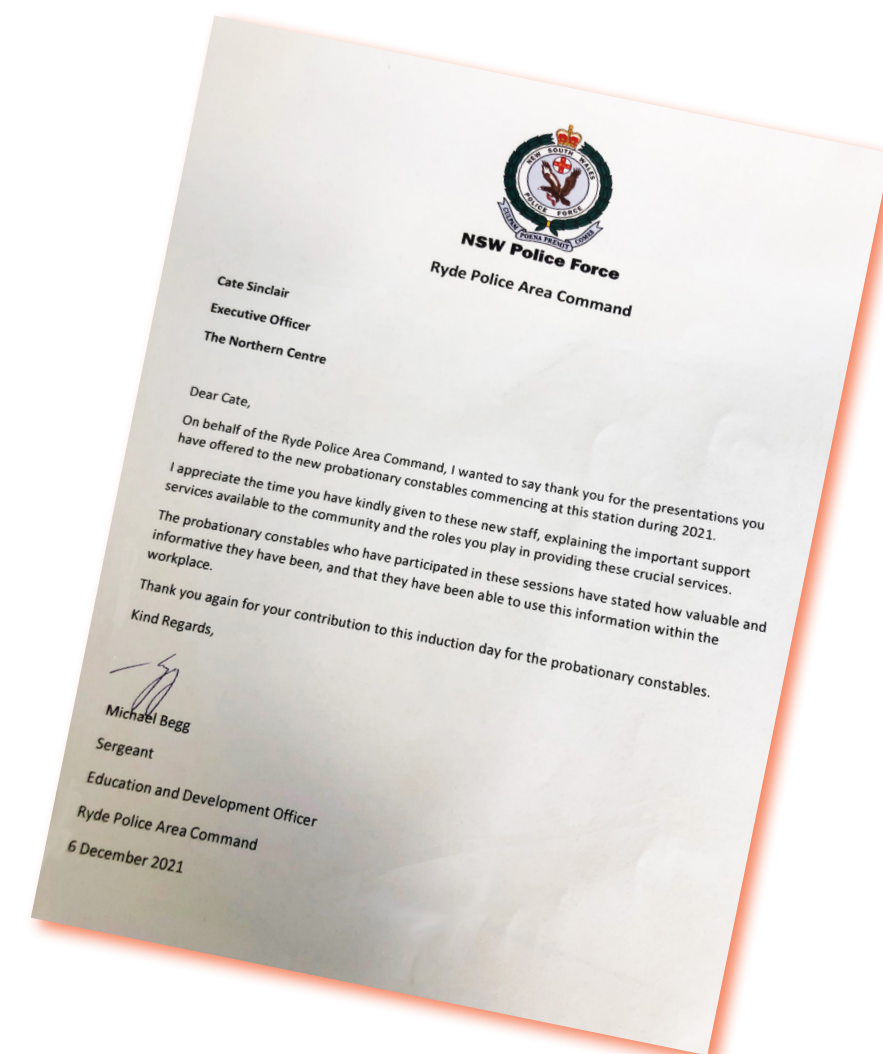 NEW SOUTH WALES
POLICE FORCE
CULPAM POENA PREMIT COMES
NSW Police Force
Ryde Police Area Command
Cate Sinclair
Executive Officer
The Northern Centre
Dear Cate,
On behalf of the Ryde Police Area Command, I wanted to say thank you for the presentations you
have offered to the new probationary constables commencing at this station during 2021.
I appreciate the time you have kindly given to these new staff, explaining the important support
services available to the community and the roles you play in providing these crucial services.
The probationary constables who have participated in these sessions have stated how valuable and
informative they have been, and that they have been able to use this information within the
workplace.
Thank you again for your contribution to this induction day for the probationary constables.
Kind Regards,
Michael Begg
Sergeant
Education and Development Officer
Ryde Police Area Command
6 December 2021